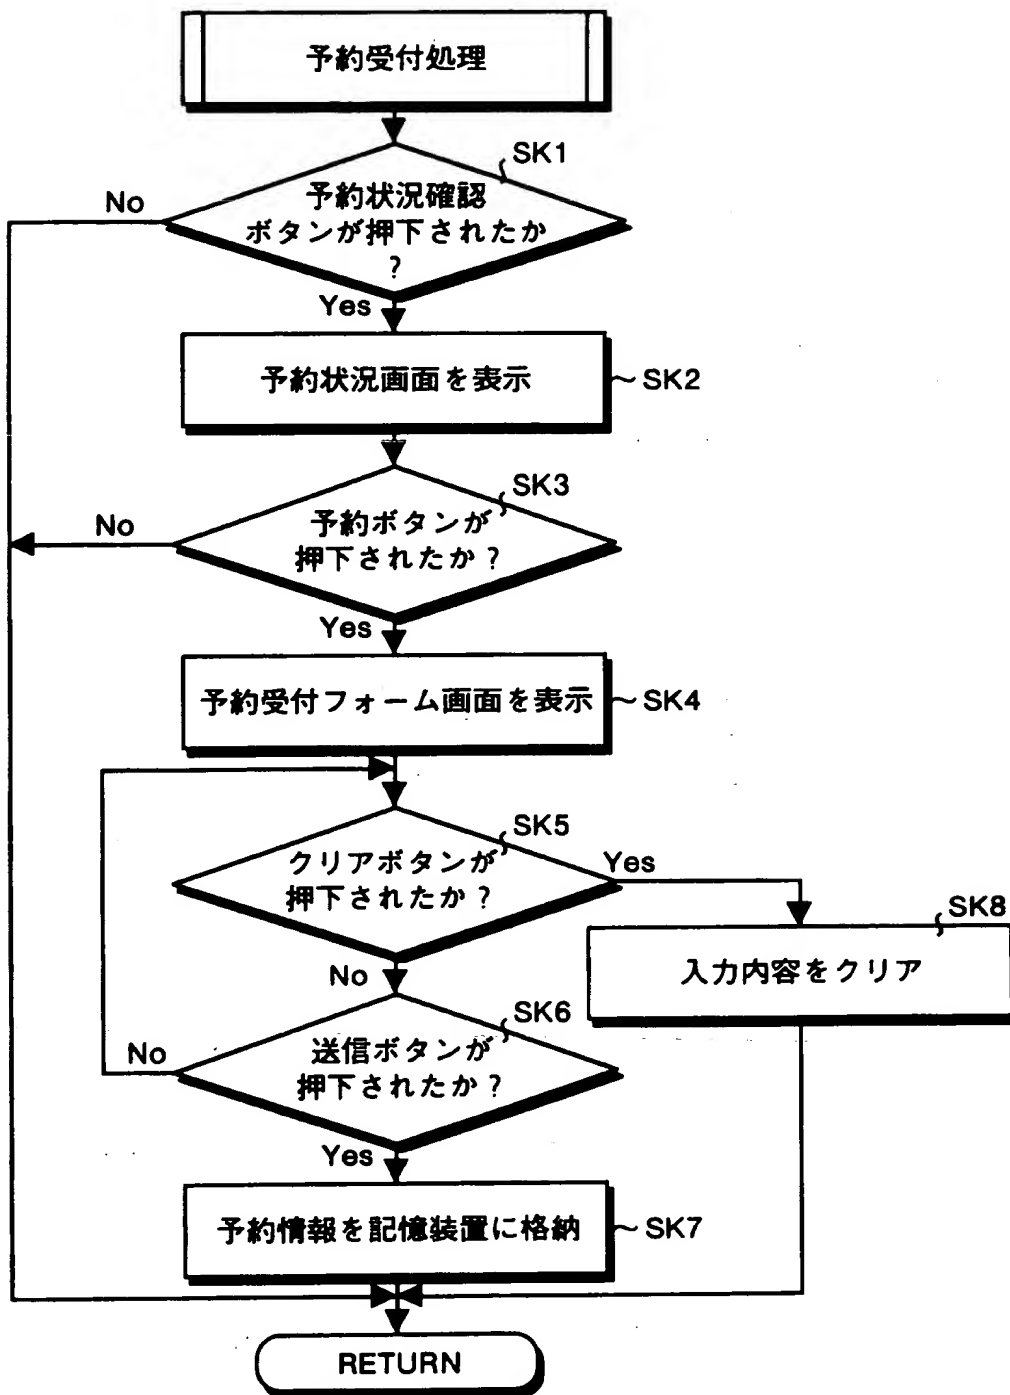 予約受付処理
SK1
No
予約状況確認
ボタンが押下されたか
?
Yes
予約状況画面を表示
SK2
SK3
No
予約ボタンが
押下されたか?
Yes
予約受付フォーム画面を表示
SK4
SK5
クリアボタンが
押下されたか?
Yes
SK8
入力内容をクリア
No
SK6
No
送信ボタンが
押下されたか?
Yes
予約情報を記憶装置に格納
SK7
RETURN